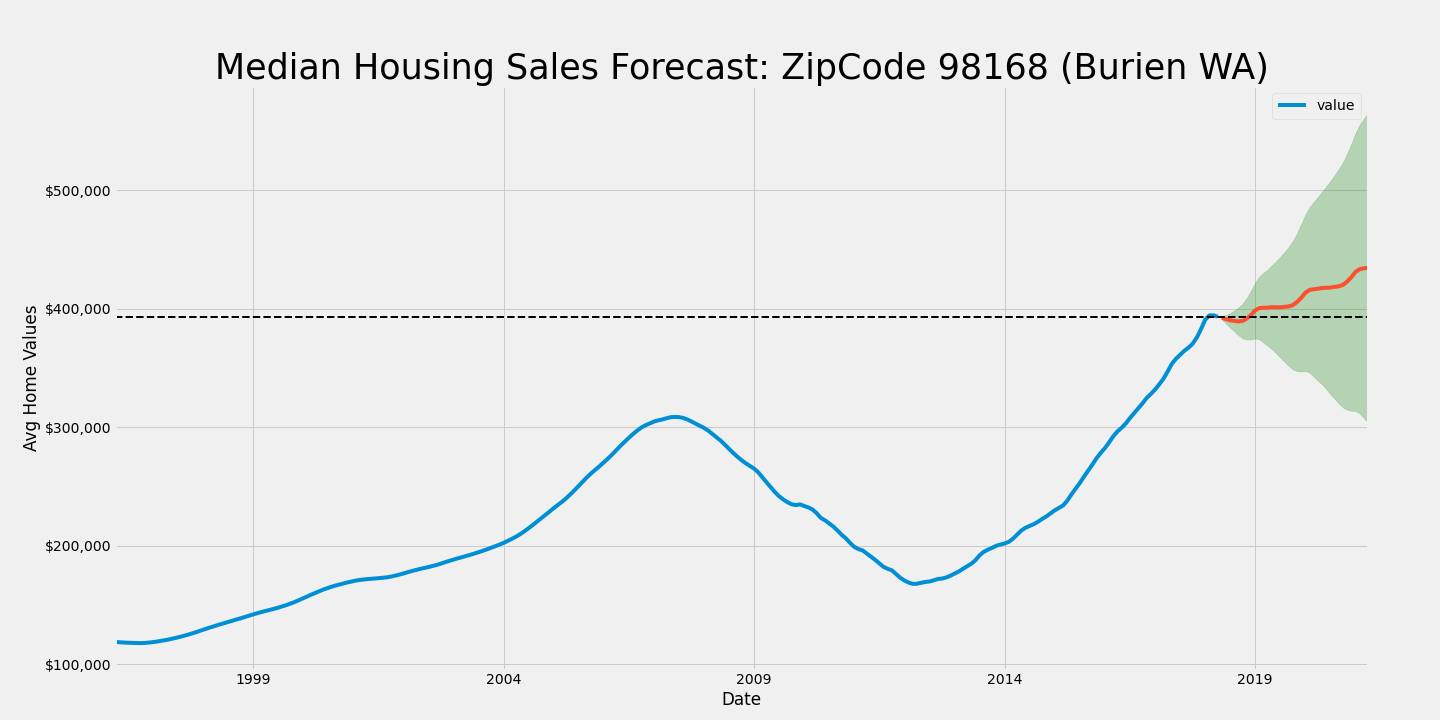 Median Housing Sales Forecast: ZipCode 98168 (Burien WA)
value
$500,000
$400,000
$300,000
$200,000
$100,000
Avg Home Values
1999 2004 2009 2014 2019
Date